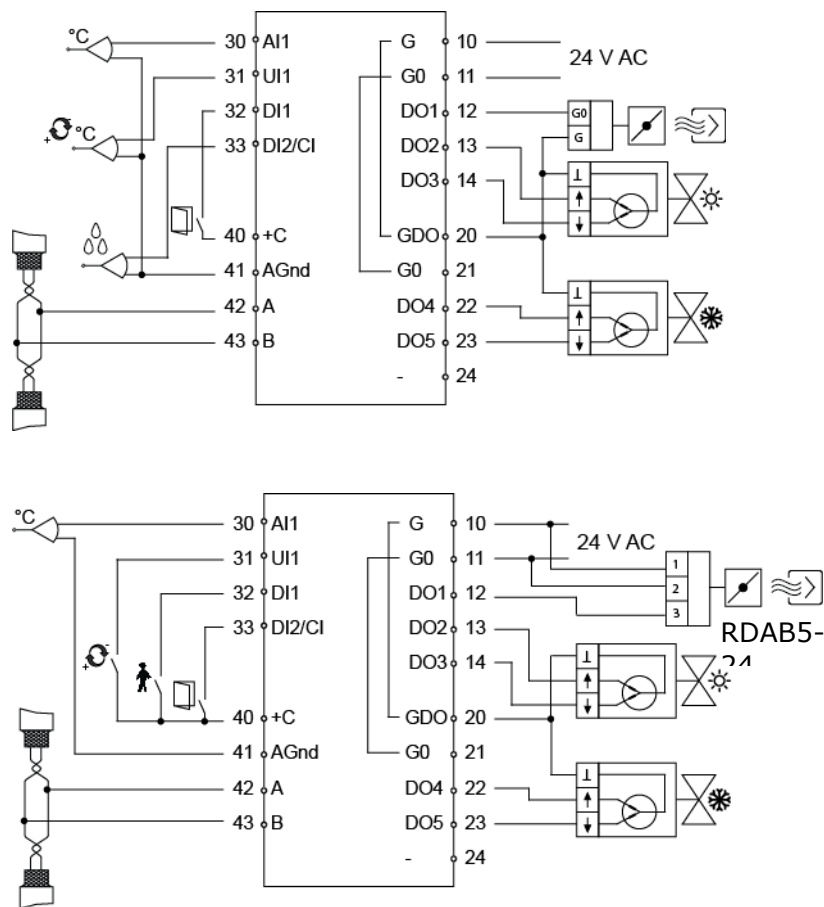 °C
30 AI1
G 10
31 UI1
G0 11
24 V AC
32 DI1
DO1 12
G0
+ - °C
33 DI2/CI
DO2 13
G
DO3 14
⊥
↑
↓
40 +C
GDO 20
41 AGnd
G0 21
42 A
DO4 22
⊥
↑
↓
43 B
DO5 23
- 24
°C
30 AI1
G 10
31 UI1
G0 11
24 V AC
1
32 DI1
DO1 12
2
33 DI2/CI
DO2 13
3
RDAB5-
+ -
DO3 14
⊥
↑
↓
40 +C
GDO 20
41 AGnd
G0 21
42 A
DO4 22
⊥
↑
↓
43 B
DO5 23
- 24